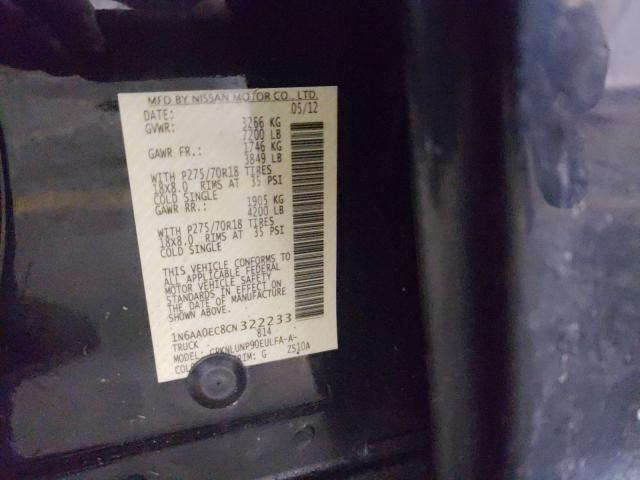 MFD BY NISSAN MOTOR CO., LTD.
DATE: 05/12
GVWR: 3266 KG
7200 LB
GAWR FR.: 1746 KG
3849 LB
WITH P275/70R18 TIRES
18X8.0 RIMS AT 35 PSI
COLD SINGLE
GAWR RR.: 1905 KG
4200 LB
WITH P275/70R18 TIRES
18X8.0 RIMS AT 35 PSI
COLD SINGLE
THIS VEHICLE CONFORMS TO
ALL APPLICABLE FEDERAL
MOTOR VEHICLE SAFETY
STANDARDS IN EFFECT ON
THE DATE OF MANUFACTURE
SHOWN ABOVE.
1N6AA0EC8CN322233
TRUCK 814
MODEL:
G ZS10A